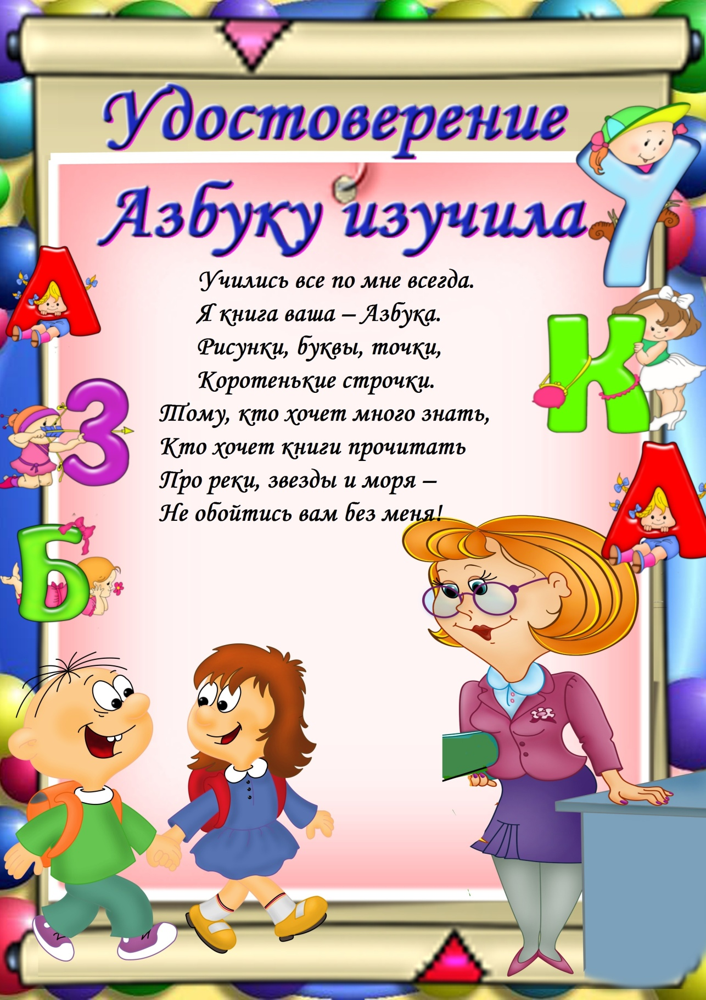 Удостоверение
Азбуку изучила
Учились все по мне всегда.
Я книга ваша – Азбука.
Рисунки, буквы, точки,
Коротенькие строчки.
Тому, кто хочет много знать,
Кто хочет книги прочитать
Про реки, звезды и моря –
Не обойтись вам без меня!
А
З
Б
У
К
А